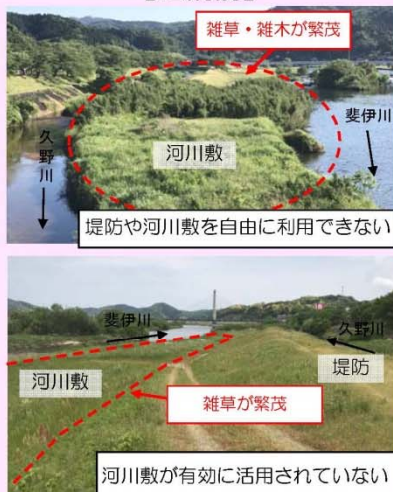 雑草・雑木が繁茂
久野川
斐伊川
河川敷
堤防や河川敷を自由に利用できない
斐伊川
久野川
堤防
河川敷
雑草が繁茂
河川敷が有効に活用されていない